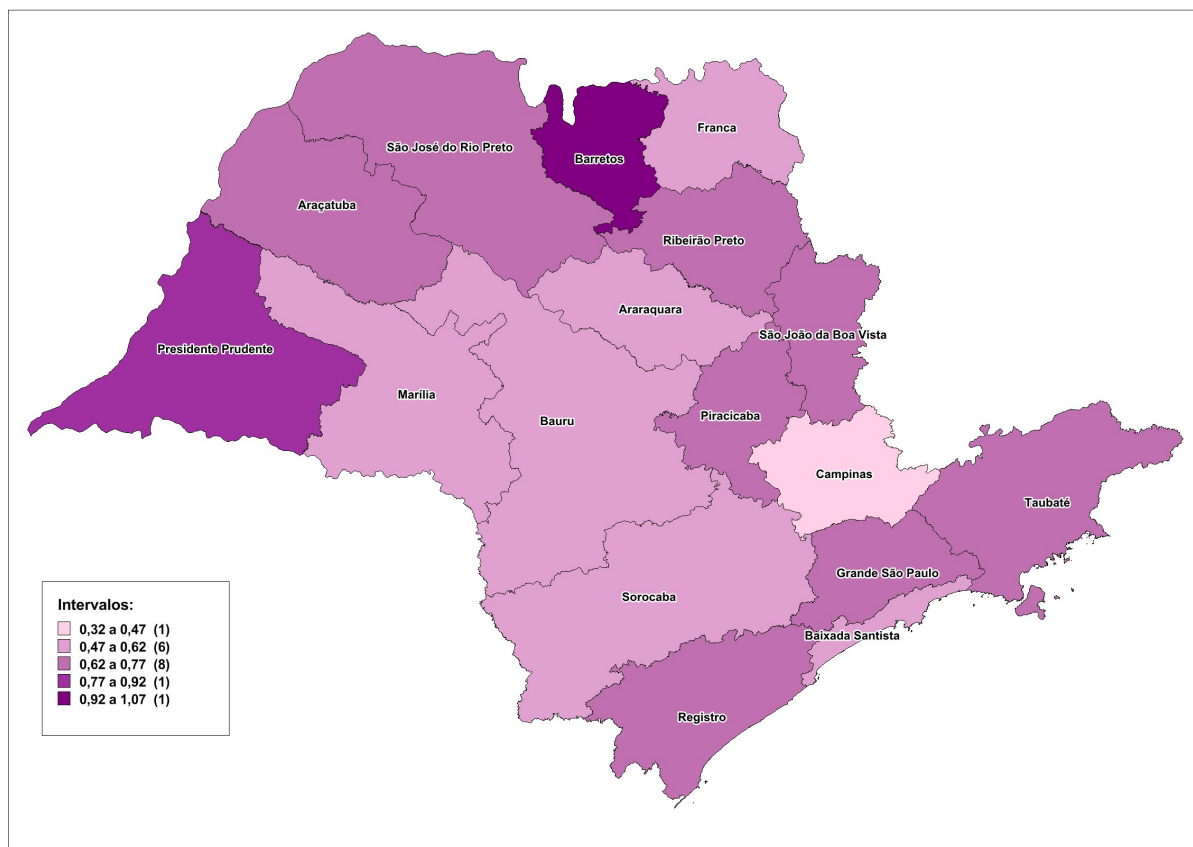 Franca
São José do Rio Preto
Barretos
Araçatuba
Ribeirão Preto
Araraquara
São João da Boa Vista
Presidente Prudente
Marília
Piracicaba
Bauru
Campinas
Taubaté
Grande São Paulo
Sorocaba
Baixada Santista
Registro
Intervalos:
0,32 a 0,47 (1)
0,47 a 0,62 (6)
0,62 a 0,77 (8)
0,77 a 0,92 (1)
0,92 a 1,07 (1)